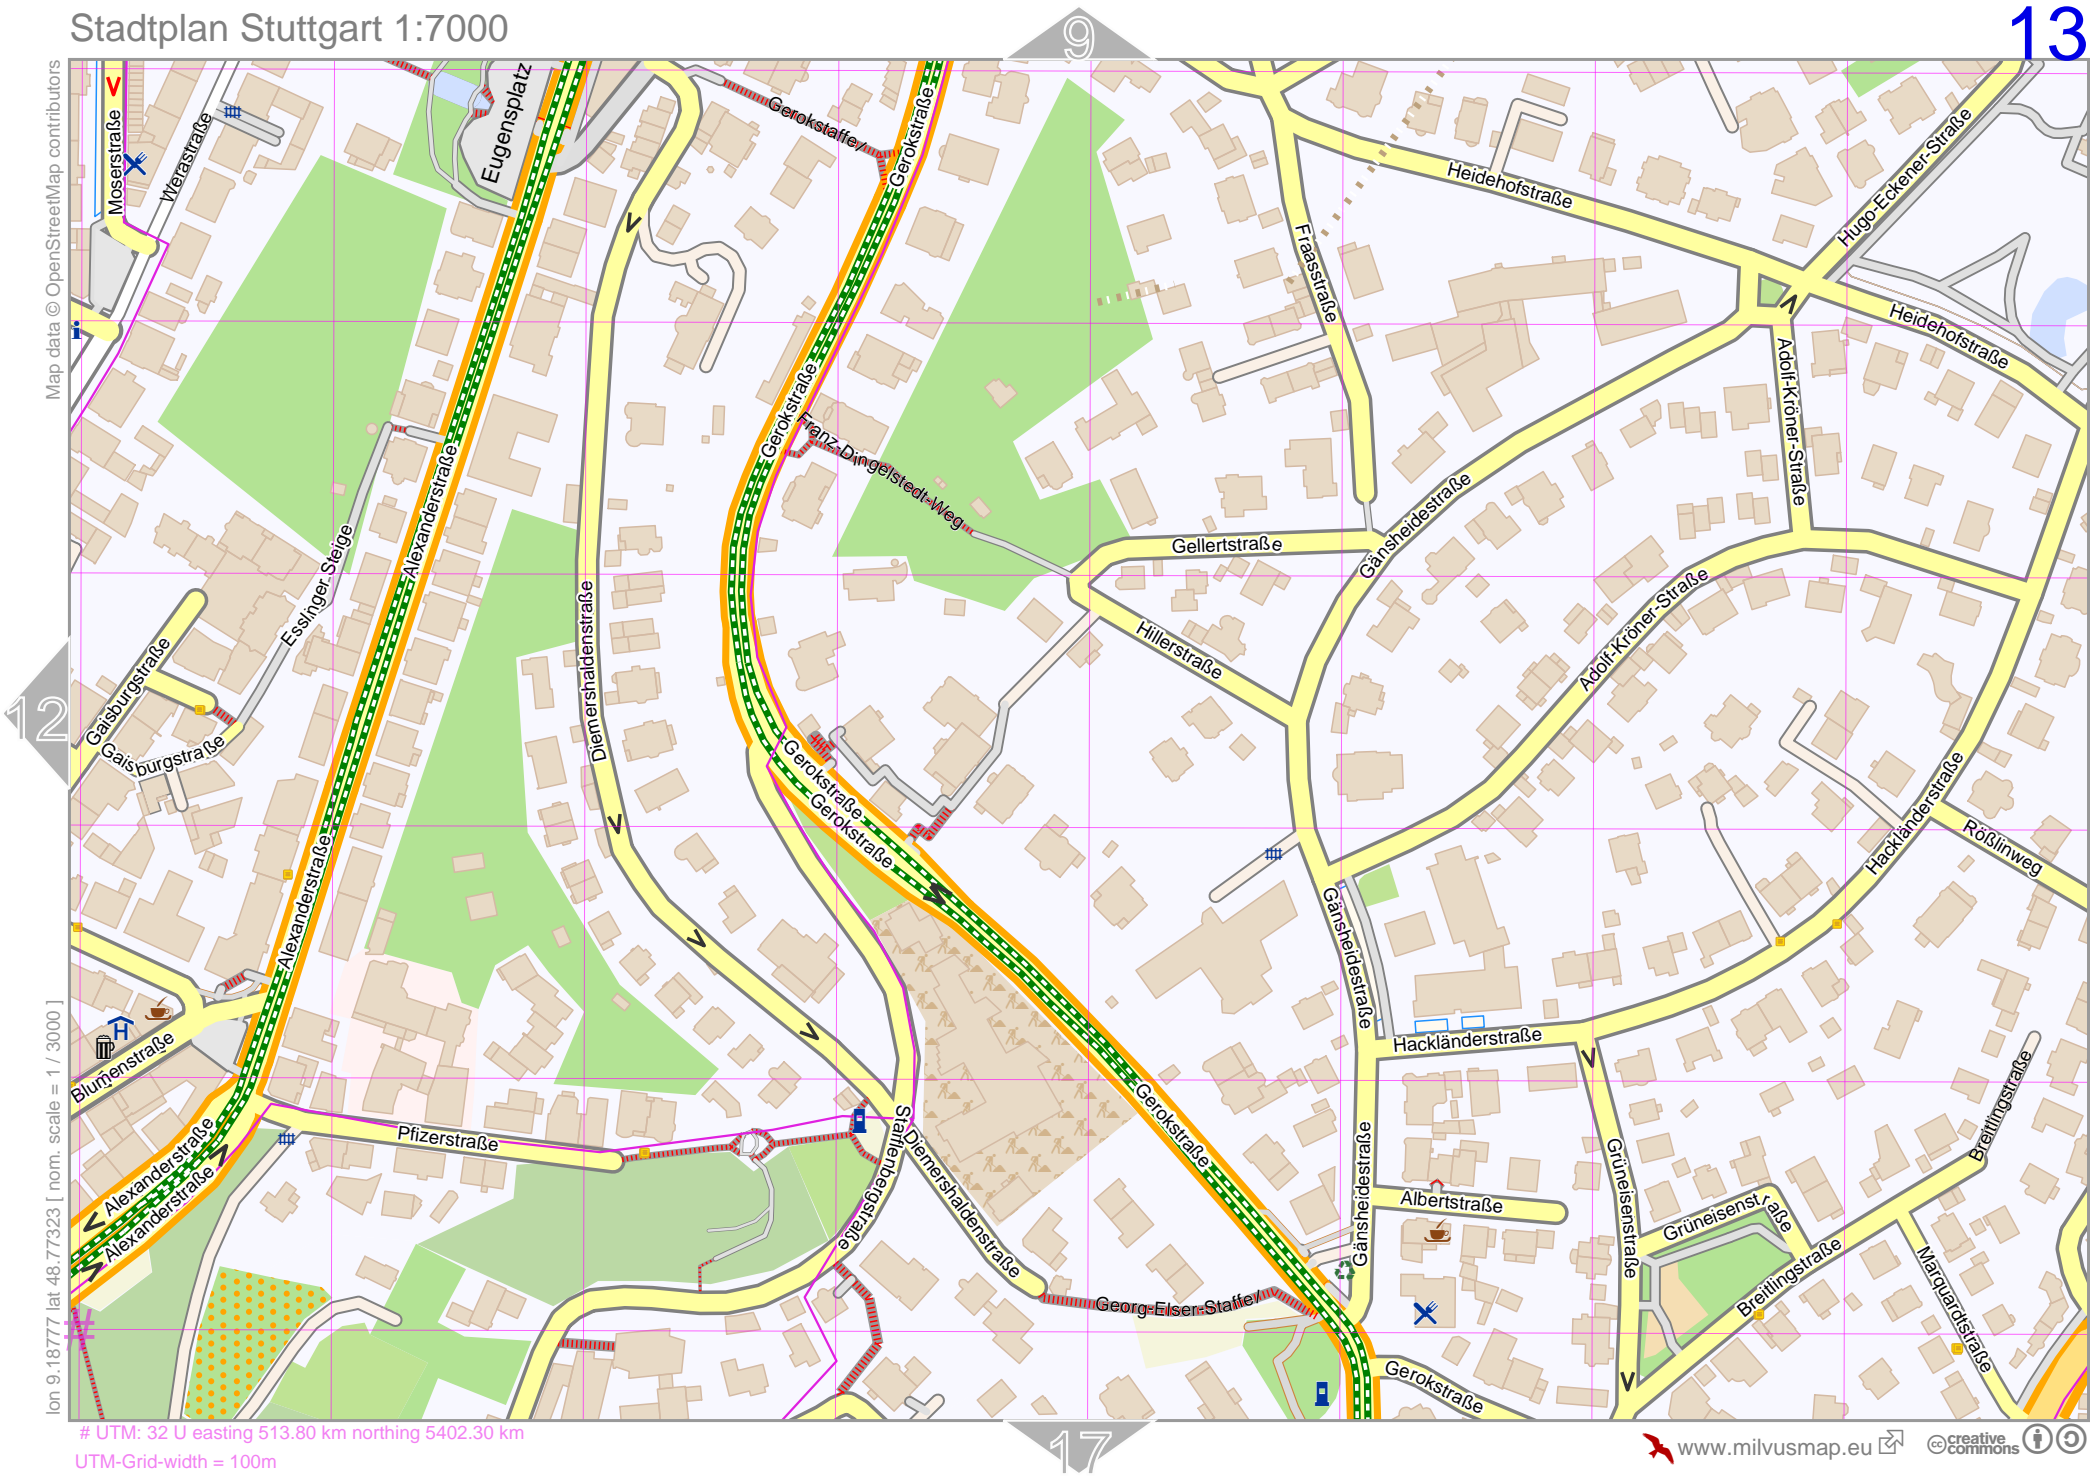 Stadtplan Stuttgart 1:7000
9
13
Map data © OpenStreetMap contributors
lon 9.18777 lat 48.77323 [ nom. scale = 1 / 3000 ]
Moserstraße
Werastraße
Eugensplatz
Gerokstaffel
Gerokstraße
Heidehofstraße
Hugo-Eckener-Straße
Fraasstraße
Heidehofstraße
Adolf-Kröner-Straße
Gerokstraße
Franz-Dingelstedt-Weg
Alexanderstraße
Alexanderstraße
Esslinger Steige
Gellertstraße
Gänsheidestraße
Hillerstraße
Adolf-Kröner-Straße
Diemershaldenstraße
Gaisburgstraße
Gaisburgstraße
12
Gerokstraße
Gerokstraße
Hackländerstraße
Rößlinweg
Alexanderstraße
Gänsheidestraße
Hackländerstraße
H
Blumenstraße
Pfizerstraße
Stafflenbergstraße
Diemershaldenstraße
Gerokstraße
Gänsheidestraße
Albertstraße
Grüneisenstraße
Grüneisenstraße
Breitlingstraße
Breitlingstraße
Marquardtstraße
Alexanderstraße
Alexanderstraße
Georg-Elser-Staffel
Gerokstraße
#
i
17
# UTM: 32 U easting 513.80 km northing 5402.30 km
UTM-Grid-width = 100m
www.milvusmap.eu
cc creative commons